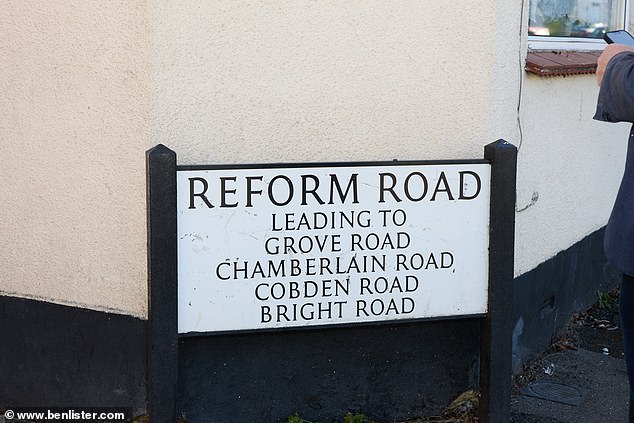 REFORM ROAD
LEADING TO
GROVE ROAD
CHAMBERLAIN ROAD,
COBDEN ROAD
BRIGHT ROAD
© www.benlister.com